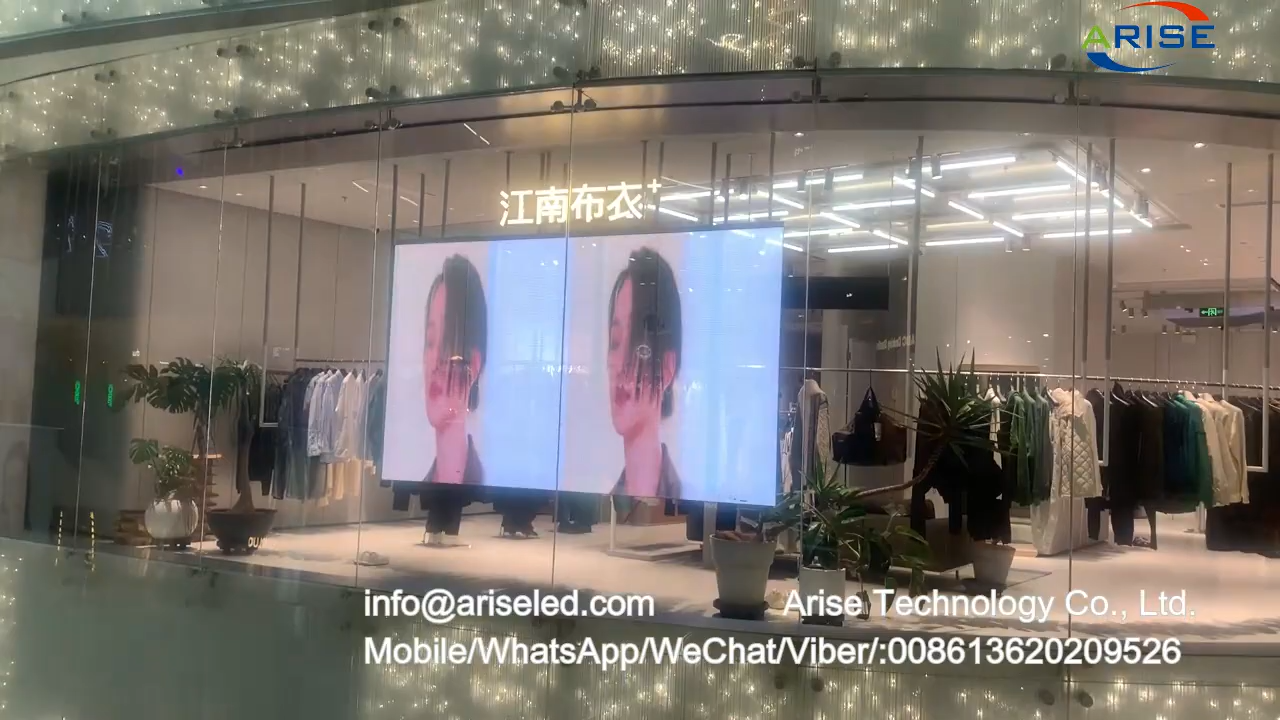 ARISE
江南布衣+
info@ariseled.com
Arise Technology Co., Ltd.
Mobile/WhatsApp/WeChat/Viber/:008613620209526